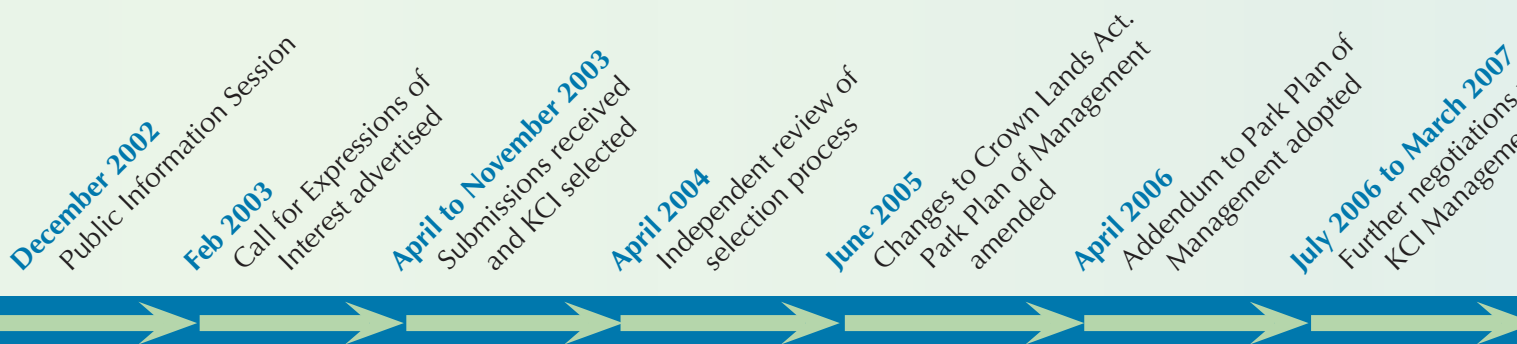 December 2002
Public Information Session
Feb 2003
Call for Expressions of
Interest advertised
April to November 2003
Submissions received
and KCI selected
April 2004
Independent review of
selection process
June 2005
Changes to Crown Lands Act.
Park Plan of Management
amended
April 2006
Addendum to Park Plan of
Management adopted
July 2006 to March 2007
Further negotiations
KCI